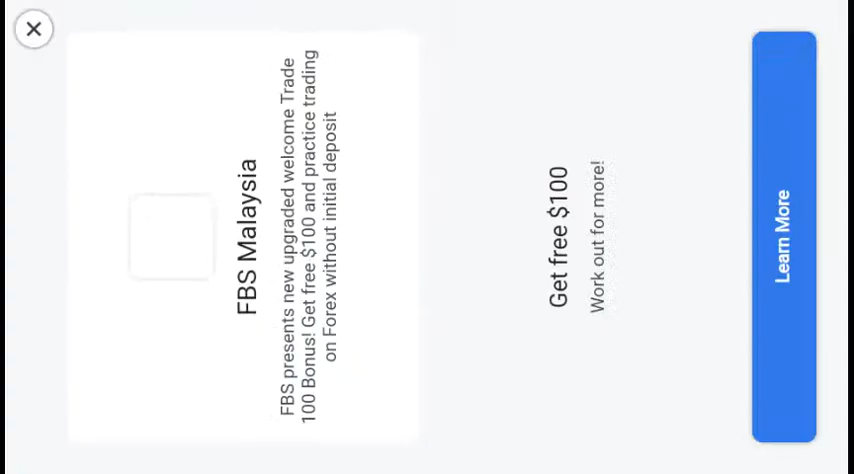 FBS Malaysia
FBS presents new upgraded welcome Trade
100 Bonus! Get free $100 and practice trading
on Forex without initial deposit
Get free $100
Work out for more!
Learn More